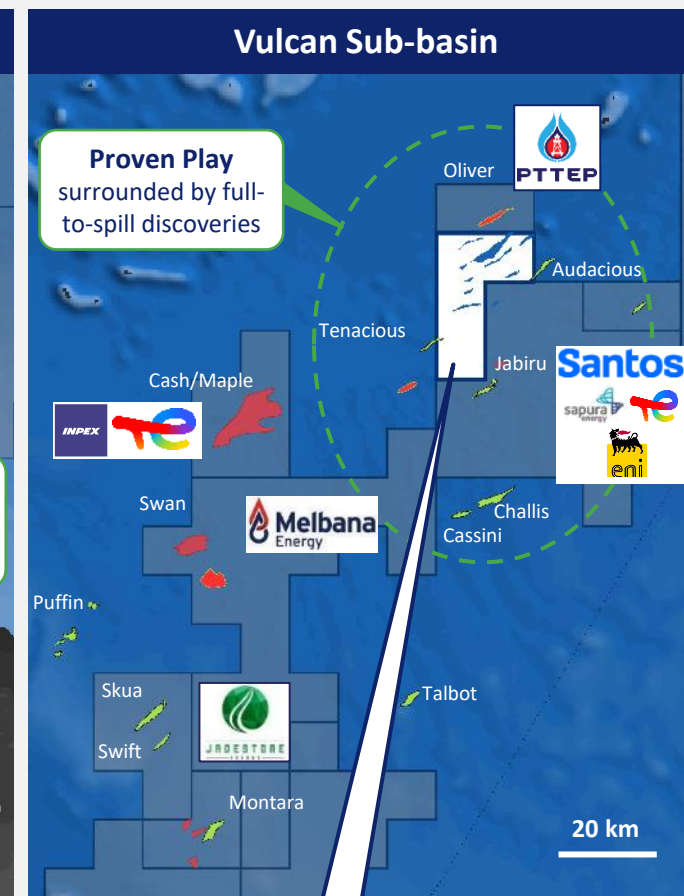 Vulcan Sub-basin
Proven Play
surrounded by full-
to-spill discoveries
PTTEP
Oliver
Audacious
Tenacious
Jabiru
Santos
sapura
energy
eni
Cash/Maple
INPEX
Swan
Melbana
Energy
Challis
Cassini
Puffin
Skua
Swift
JADESTONE
ENERGY
Talbot
Montara
20 km